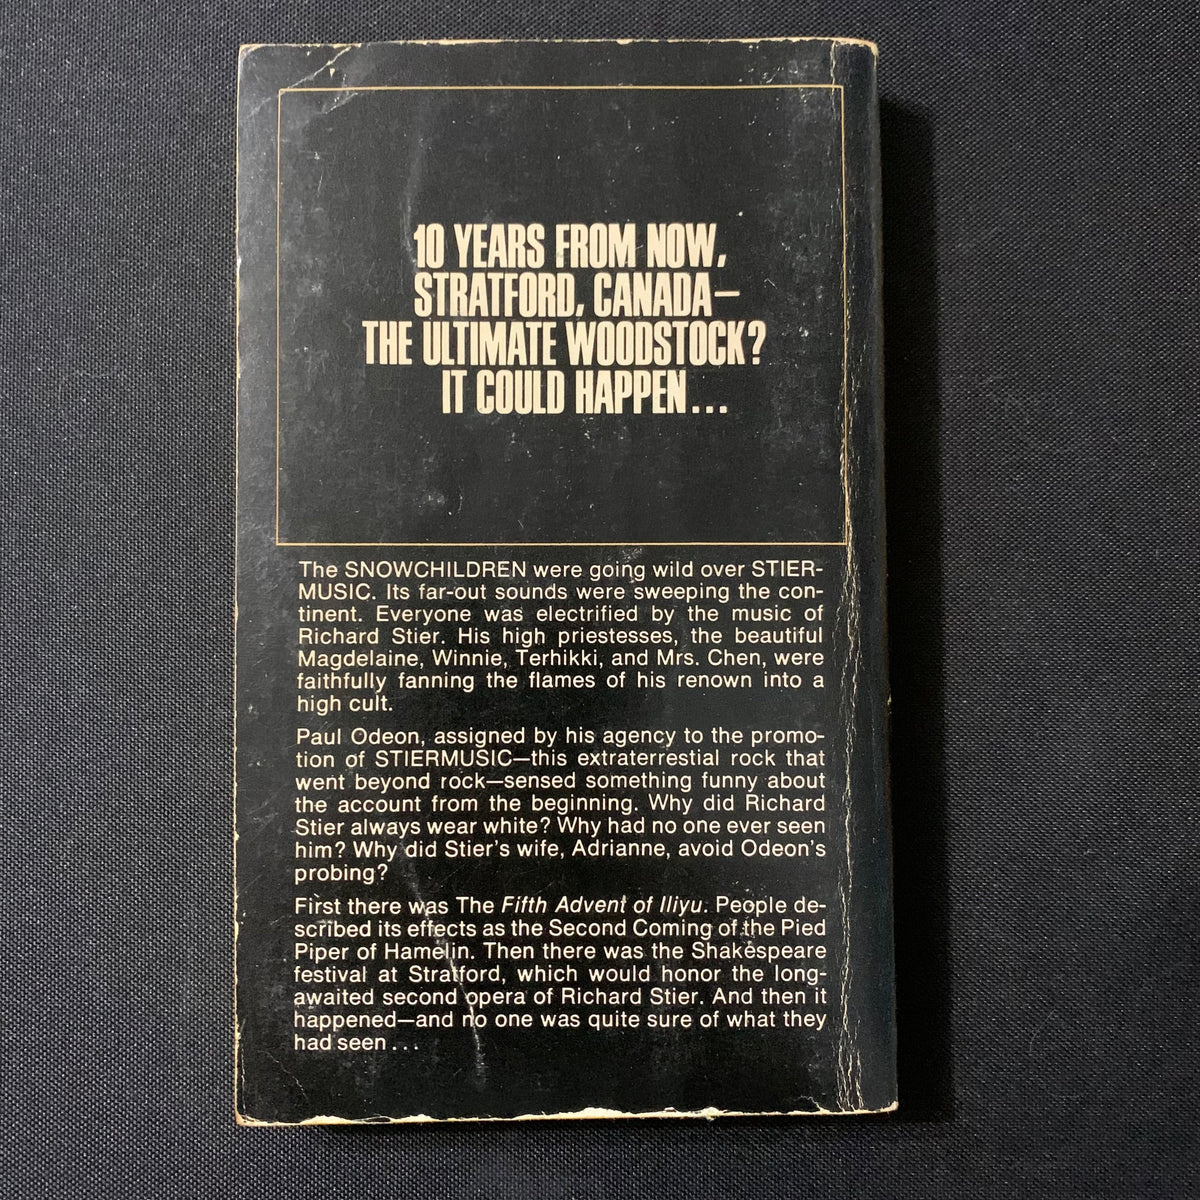 10 YEARS FROM NOW,
STRATFORD, CANADA—
THE ULTIMATE WOODSTOCK?
IT COULD HAPPEN...
The SNOWCHILDREN were going wild over STIER-
MUSIC. Its far-out sounds were sweeping the con-
tinent. Everyone was electrified by the music of
Richard Stier. His high priestesses, the beautiful
Magdelaine, Winnie, Terhikki, and Mrs. Chen, were
faithfully fanning the flames of his renown into a
high cult.
Paul Odeon, assigned by his agency to the promo-
tion of STIERMUSIC—this extraterrestial rock that
went beyond rock—sensed something funny about
the account from the beginning. Why did Richard
Stier always wear white? Why had no one ever seen
him? Why did Stier's wife, Adrianne, avoid Odeon's
probing?
First there was The Fifth Advent of Iliyu. People de-
scribed its effects as the Second Coming of the Pied
Piper of Hamelin. Then there was the Shakespeare
festival at Stratford, which would honor the long-
awaited second opera of Richard Stier. And then it
happened—and no one was quite sure of what they
had seen...